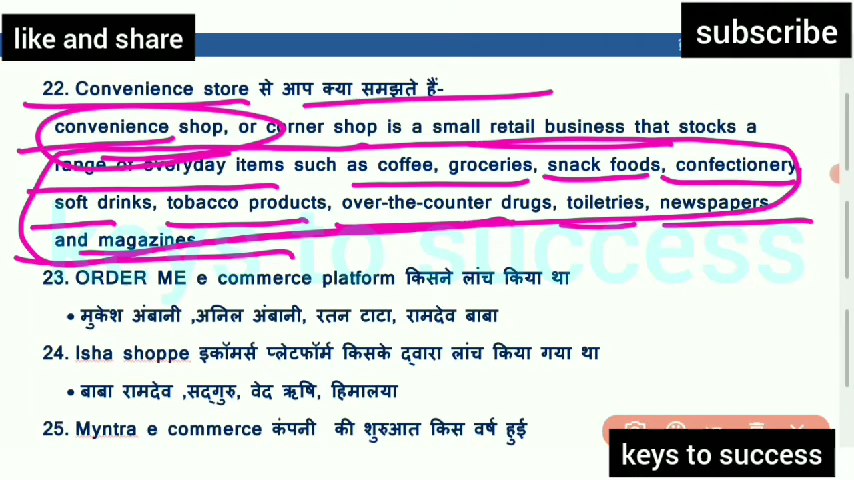 like and share
subscribe
22. Convenience store से आप क्या समझते हैं-
convenience shop, or corner shop is a small retail business that stocks a
range of everyday items such as coffee, groceries, snack foods, confectionery,
soft drinks, tobacco products, over-the-counter drugs, toiletries, newspapers
and magazines
keys to success
23. ORDER ME e commerce platform किसने लांच किया था
• मुकेश अंबानी ,अनिल अंबानी, रतन टाटा, रामदेव बाबा
24. Isha shoppe इकॉमर्स प्लेटफॉर्म किसके द्वारा लांच किया गया था
• बाबा रामदेव ,सद्गुरु, वेद ऋषि, हिमालया
25. Myntra e commerce कंपनी की शुरुआत किस वर्ष हुई
keys to success